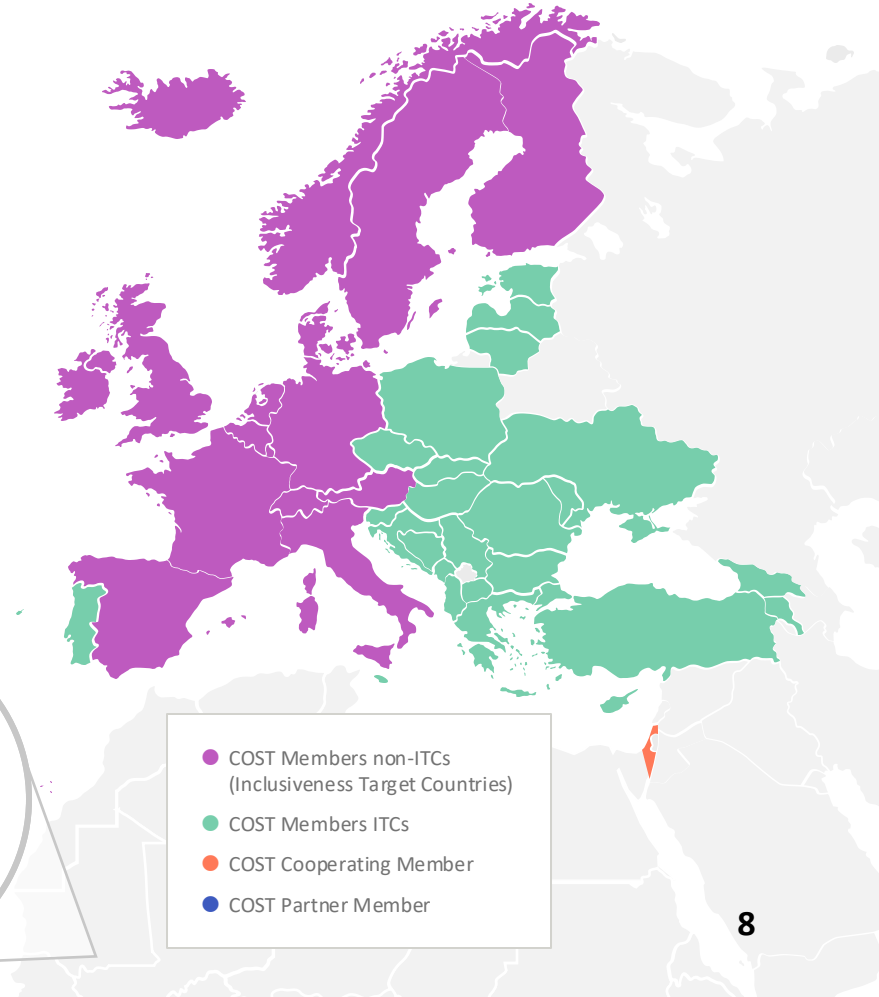 COST Members non-ITCs
(Inclusiveness Target Countries)
COST Members ITCs
COST Cooperating Member
COST Partner Member
8